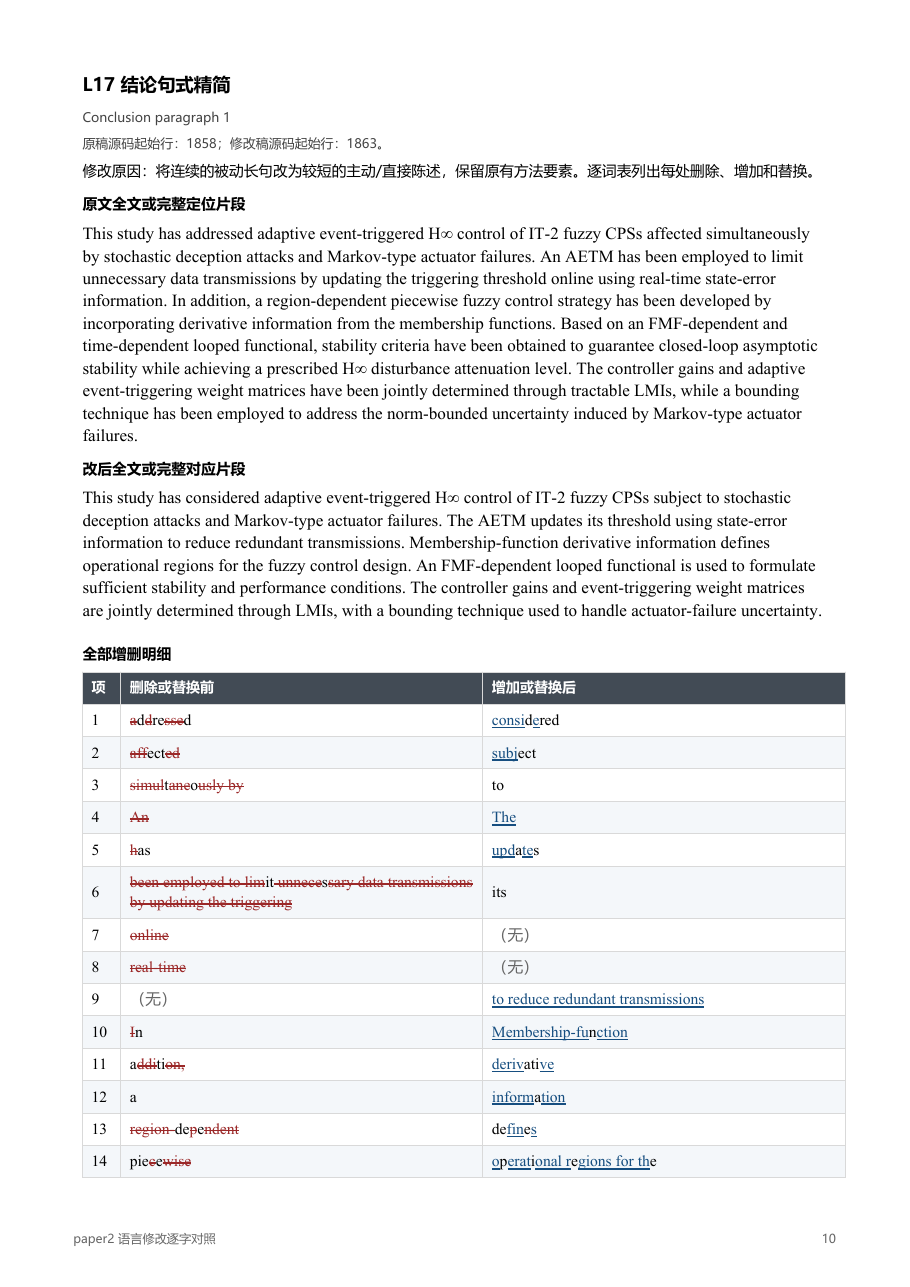 L17 结论句式精简
Conclusion paragraph 1
原稿源码起始行：1858；修改稿源码起始行：1863。
修改原因：将连续的被动长句改为较短的主动/直接陈述，保留原有方法要素。逐词表列出每处删除、增加和替换。
原文全文或完整定位片段
This study has addressed adaptive event-triggered H∞ control of IT-2 fuzzy CPSs affected simultaneously
by stochastic deception attacks and Markov-type actuator failures. An AETM has been employed to limit
unnecessary data transmissions by updating the triggering threshold online using real-time state-error
information. In addition, a region-dependent piecewise fuzzy control strategy has been developed by
incorporating derivative information from the membership functions. Based on an FMF-dependent and
time-dependent looped functional, stability criteria have been obtained to guarantee closed-loop asymptotic
stability while achieving a prescribed H∞ disturbance attenuation level. The controller gains and adaptive
event-triggering weight matrices have been jointly determined through tractable LMIs, while a bounding
technique has been employed to address the norm-bounded uncertainty induced by Markov-type actuator
failures.
改后全文或完整对应片段
This study has considered adaptive event-triggered H∞ control of IT-2 fuzzy CPSs subject to stochastic
deception attacks and Markov-type actuator failures. The AETM updates its threshold using state-error
information to reduce redundant transmissions. Membership-function derivative information defines
operational regions for the fuzzy control design. An FMF-dependent looped functional is used to formulate
sufficient stability and performance conditions. The controller gains and event-triggering weight matrices
are jointly determined through LMIs, with a bounding technique used to handle actuator-failure uncertainty.
全部增删明细
项 删除或替换前 增加或替换后
1 addressed considered
2 affected subject
3 simultaneously by to
4 An The
5 has updates
6 been employed to limit unnecessary data transmissions its
by updating the triggering
7 online （无）
8 real-time （无）
9 （无） to reduce redundant transmissions
10 In Membership-function
11 addition, derivative
12 a information
13 region-dependent defines
14 piecewise operational regions for the
paper2 语言修改逐字对照 10